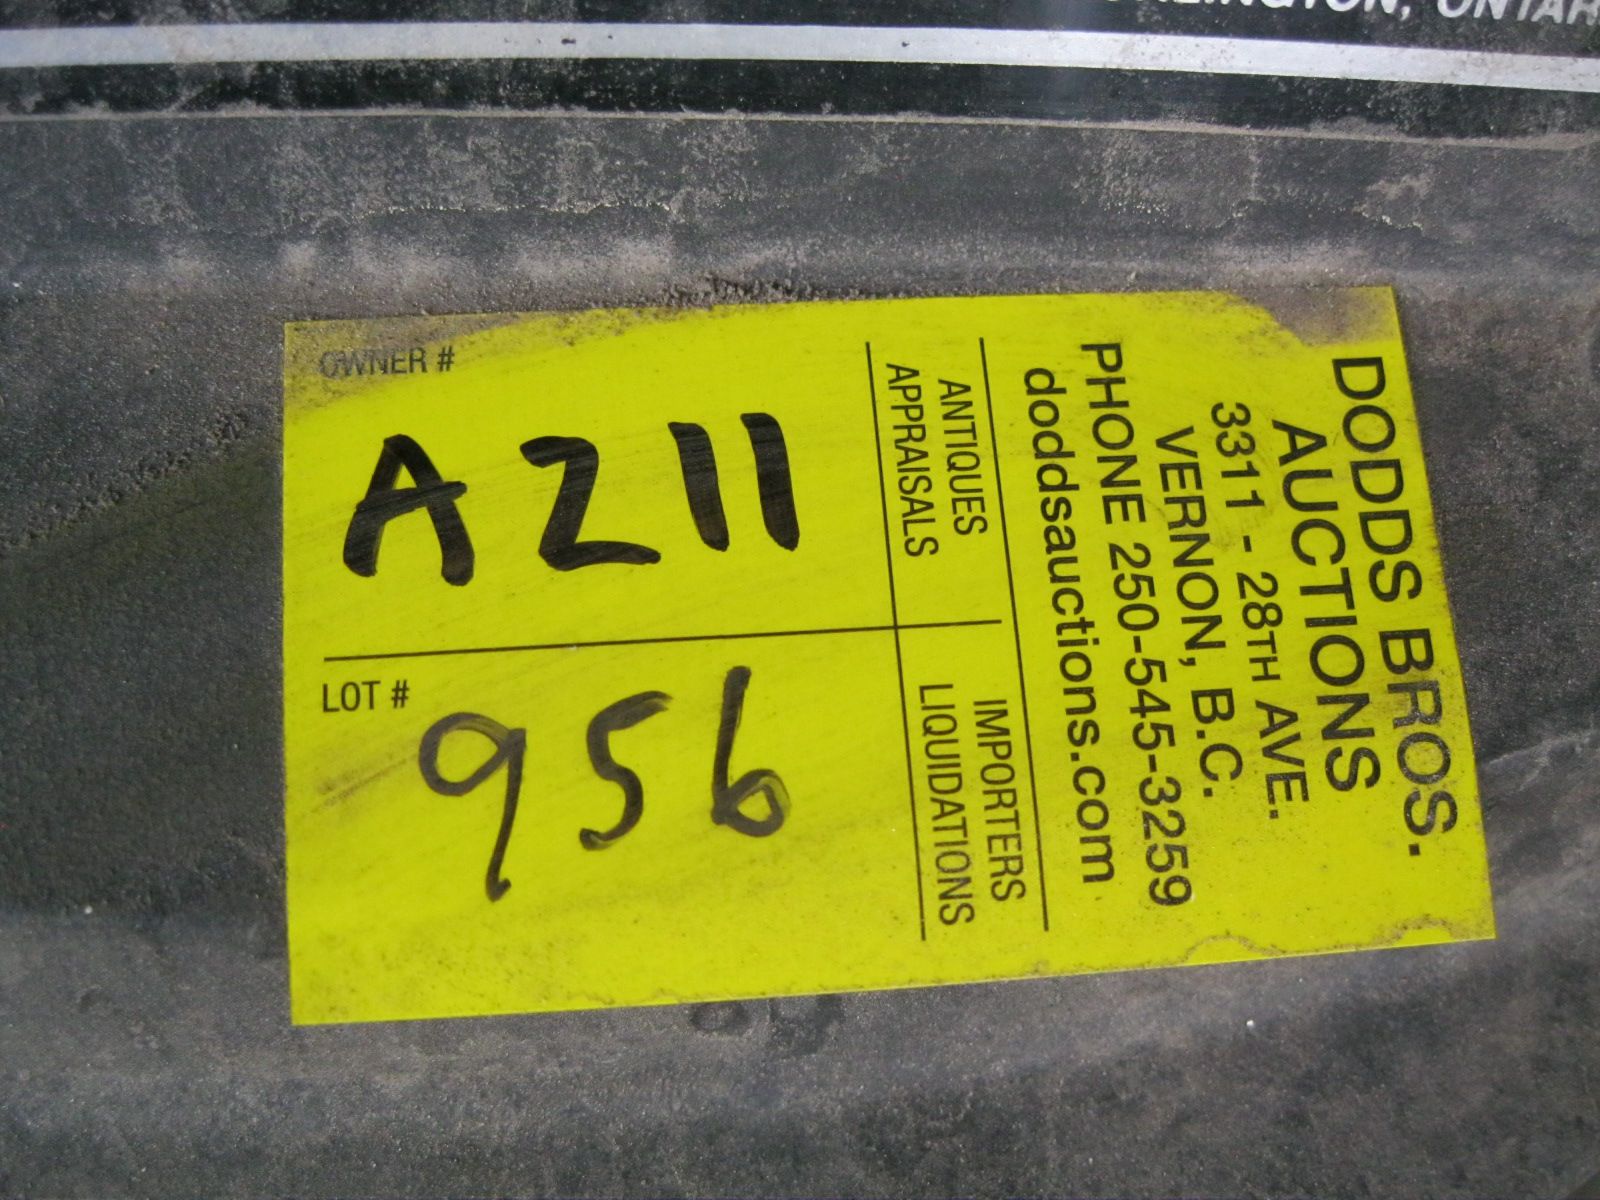 ONTAR
OWNER #
A211
LOT #
956
ANTIQUES
APPRAISALS
IMPORTERS
LIQUIDATIONS
DODDS BROS.
AUCTIONS
3311 - 28TH AVE.
VERNON, B.C.
PHONE 250-545-3259
doddsauctions.com